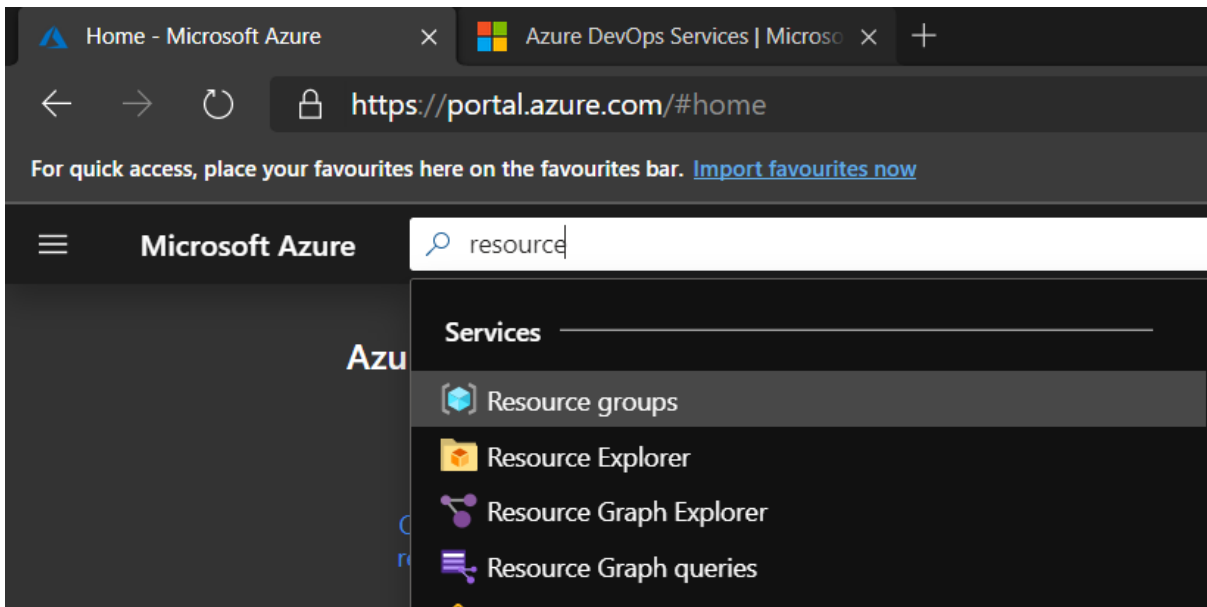 Home - Microsoft Azure
Azure DevOps Services | Microso
https://portal.azure.com/#home
For quick access, place your favourites here on the favourites bar. Import favourites now
Microsoft Azure
resource
Services
Azu
Resource groups
Resource Explorer
Resource Graph Explorer
Resource Graph queries